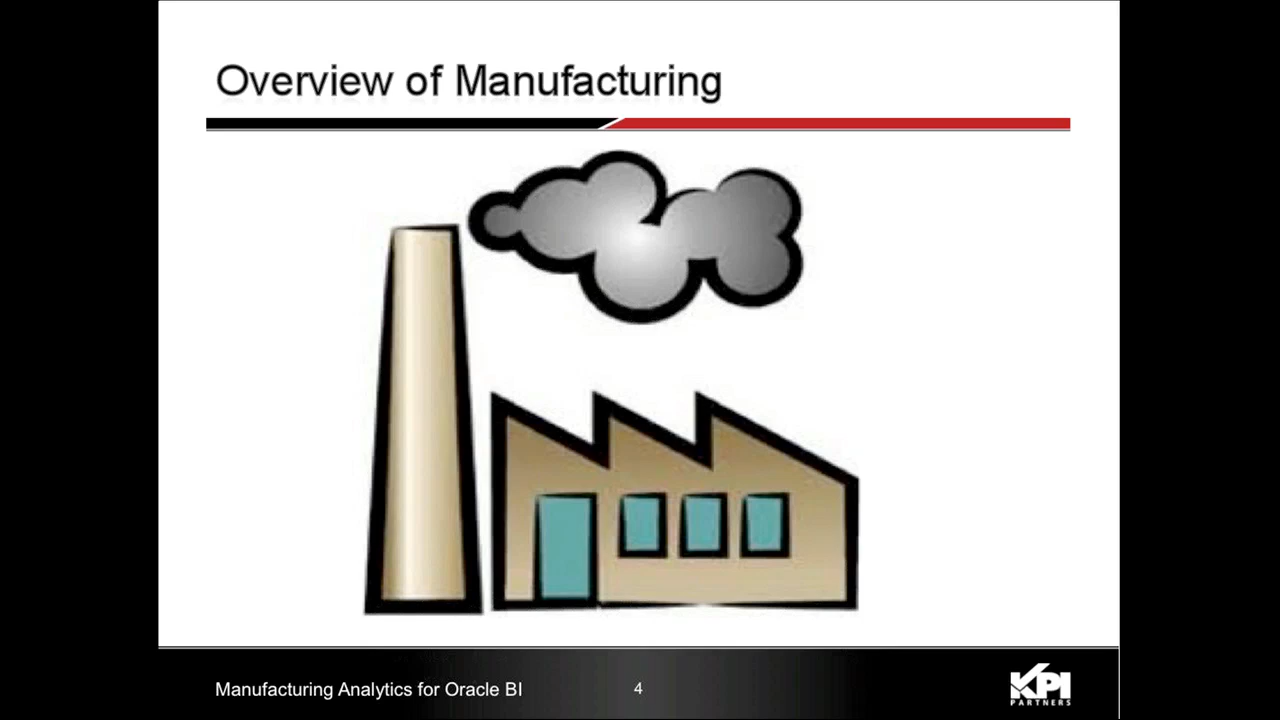 Overview of Manufacturing
Manufacturing Analytics for Oracle BI
4
KPI
PARTNERS